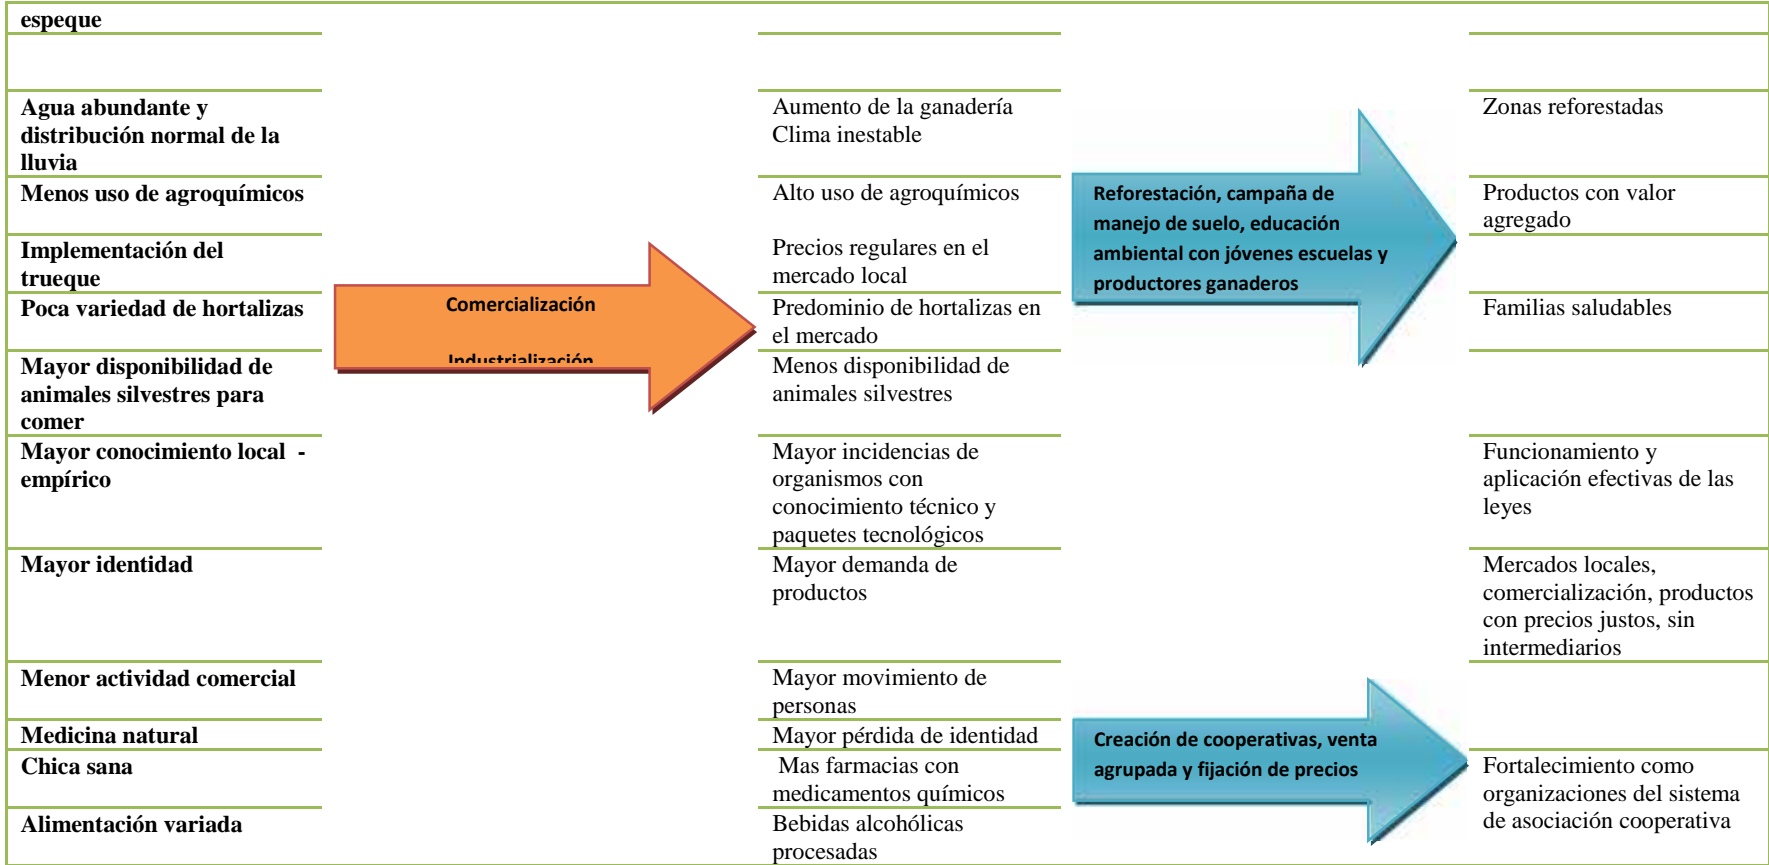 espeque
Agua abundante y
distribución normal de la
lluvia
Aumento de la ganadería
Clima inestable
Zonas reforestadas
Menos uso de agroquímicos
Alto uso de agroquímicos
Reforestación, campaña de
manejo de suelo, educación
ambiental con jóvenes escuelas y
productores ganaderos
Productos con valor
agregado
Implementación del
trueque
Precios regulares en el
mercado local
Poca variedad de hortalizas
Comercialización
Industrialización
Predominio de hortalizas en
el mercado
Familias saludables
Mayor disponibilidad de
animales silvestres para
comer
Menos disponibilidad de
animales silvestres
Mayor conocimiento local -
empírico
Mayor incidencias de
organismos con
conocimiento técnico y
paquetes tecnológicos
Funcionamiento y
aplicación efectivas de las
leyes
Mayor identidad
Mayor demanda de
productos
Mercados locales,
comercialización, productos
con precios justos, sin
intermediarios
Menor actividad comercial
Mayor movimiento de
personas
Medicina natural
Mayor pérdida de identidad
Creación de cooperativas, venta
agrupada y fijación de precios
Chica sana
Mas farmacias con
medicamentos químicos
Fortalecimiento como
organizaciones del sistema
de asociación cooperativa
Alimentación variada
Bebidas alcohólicas
procesadas